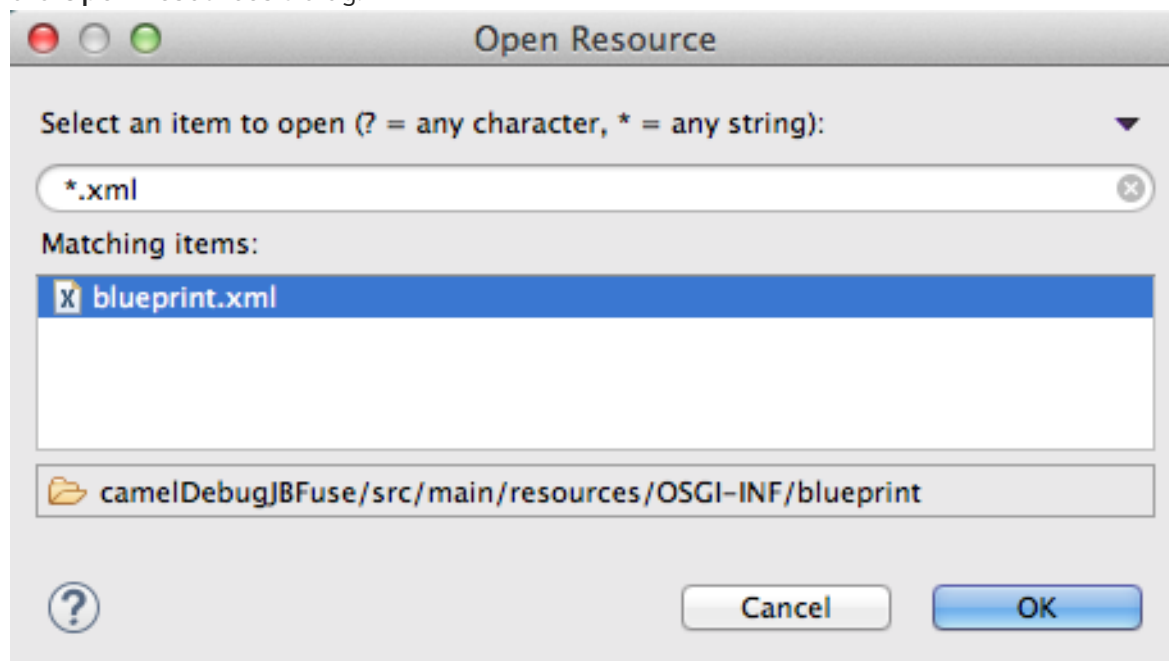 Open Resource
Select an item to open (? = any character, * = any string):
*.xml
Matching items:
X blueprint.xml
camelDebugJBFuse/src/main/resources/OSGI-INF/blueprint
?
Cancel
OK